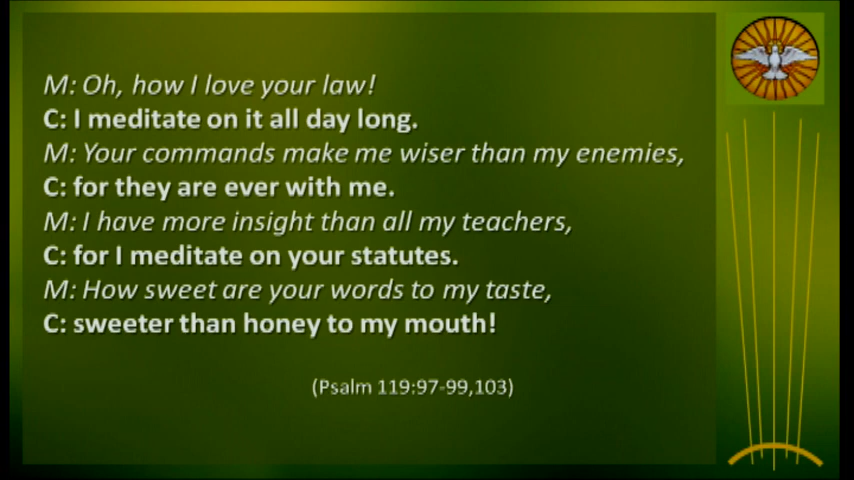 M: Oh, how I love your law!
C: I meditate on it all day long.
M: Your commands make me wiser than my enemies,
C: for they are ever with me.
M: I have more insight than all my teachers,
C: for I meditate on your statutes.
M: How sweet are your words to my taste,
C: sweeter than honey to my mouth!
(Psalm 119:97-99,103)